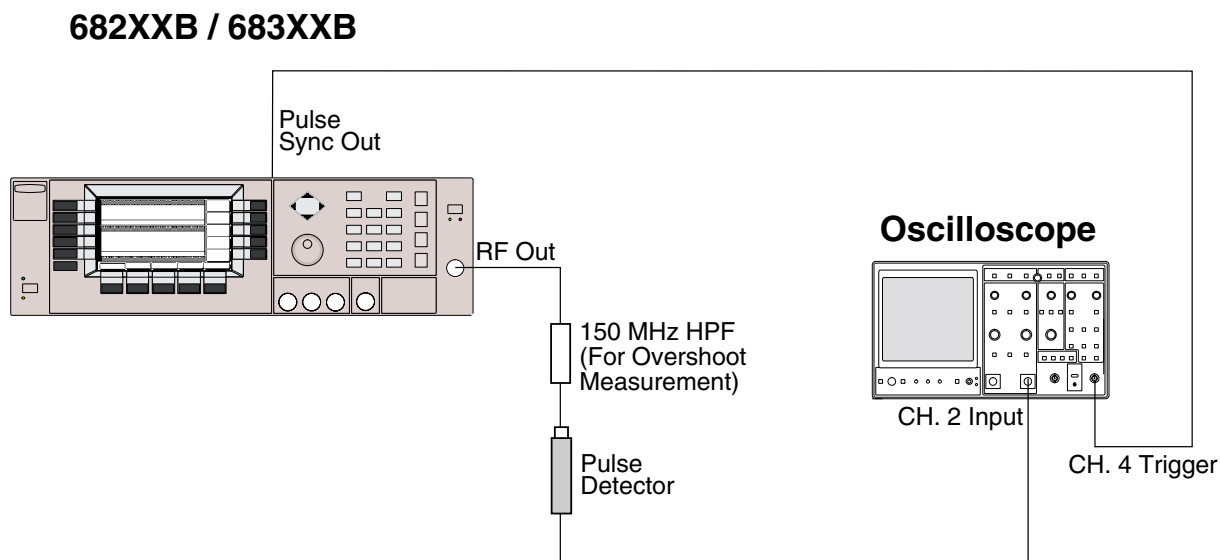 682XXB / 683XXB
Pulse
Sync Out
RF Out
Oscilloscope
150 MHz HPF
(For Overshoot
Measurement)
CH. 2 Input
CH. 4 Trigger
Pulse
Detector